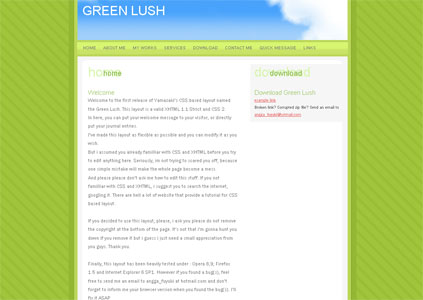 GREEN LUSH
HOME ABOUT ME MY WORKS SERVICES DOWNLOAD CONTACT ME QUICK MESSAGE LINKS
home
home
Welcome
Welcome to the first release of Yamanaki's CSS based layout named
the Green Lush. This layout is a valid XHTML 1.1 Strict and CSS 2.
In here, you can put your welcome message to your visitor, or directly
put your journal entries.
I've made this layout as flexible as possible and you can modify it as you
wish.
But I assumed you already familiar with CSS and XHTML before you try
to edit anything here. Seriously, im not trying to scared you off, because
one simple mistake will make the whole page become a mess.
And please please don't ask me how to edit this stuff. If you not
familiar with CSS and XHTML, I suggest you to search the internet,
googling it. There are hell a lot of website that provide a tutorial for CSS
based layout.
If you decided to use this layout, please, I ask you please do not remove
the copyright at the bottom of the page. It's not that I'm gonna hunt you
down if you remove it but i guess i just need a small appreciation from
you guys. Thank you.
Finally, this layout has been heavily tested under : Opera 8,9, Firefox
1.5 and Internet Explorer 6 SP1. However if you found a bug(s), feel
free to send me an email to at hotmail.com and don't
forget to inform me your browser version when you found the bug(s). I'll
fix it ASAP
download
download
Download Green Lush
example link
Broken link? Corrupted zip file? Send an email to